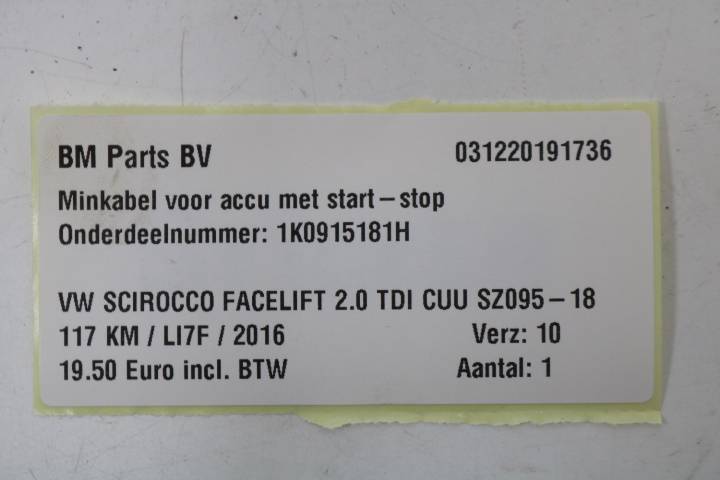 BM Parts BV 031220191736
Minkabel voor accu met start-stop
Onderdeelnummer: 1K0915181H
VW SCIROCCO FACELIFT 2.0 TDI CUU SZ095-18
117 KM / LI7F / 2016 Verz: 10
19.50 Euro incl. BTW Aantal: 1